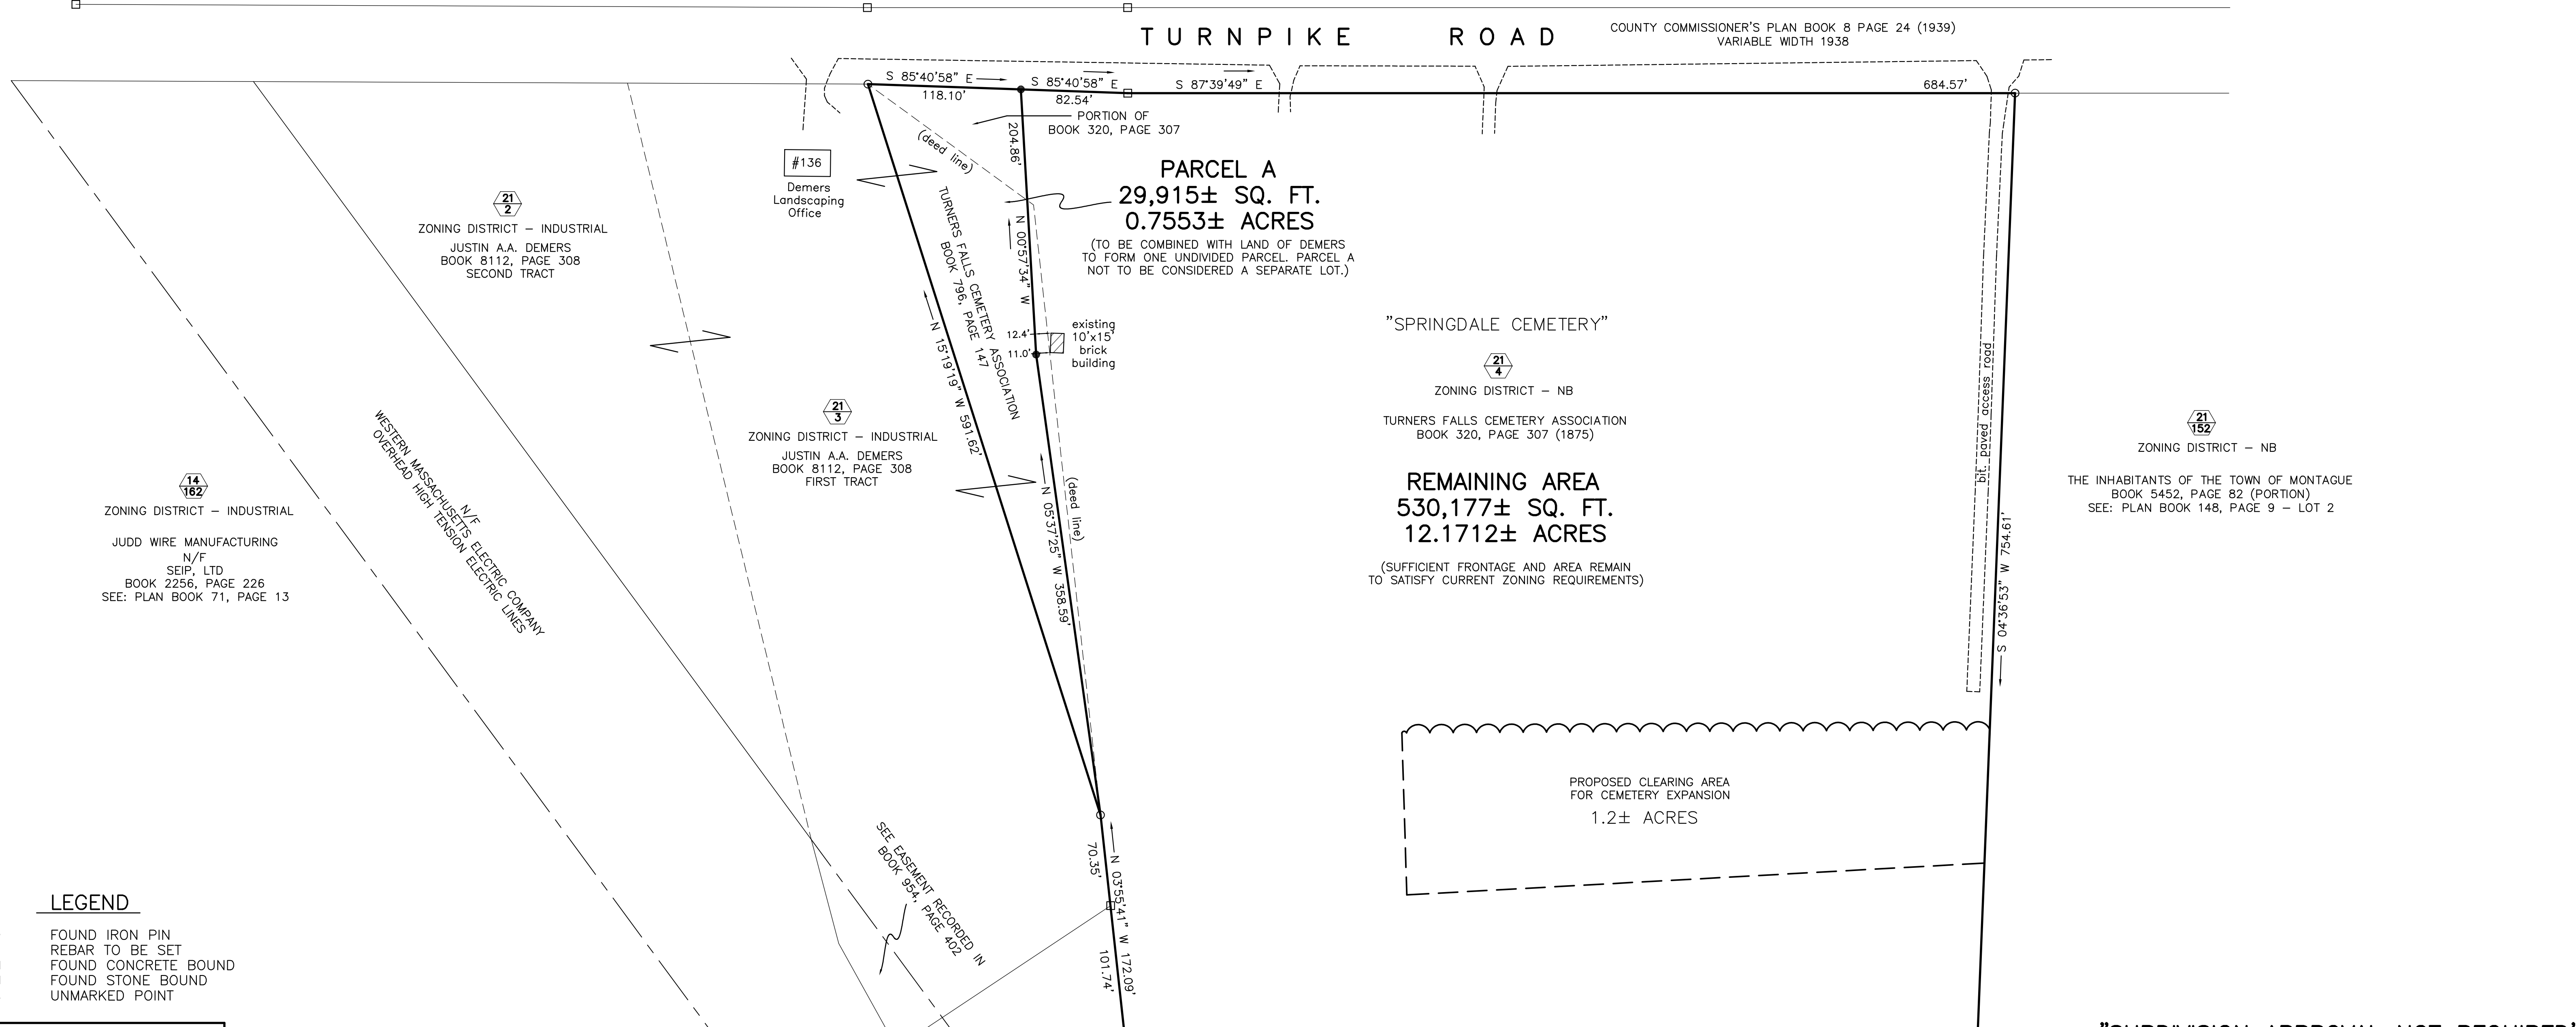 TURNPIKE ROAD
COUNTY COMMISSIONER'S PLAN BOOK 8 PAGE 24 (1939)
VARIABLE WIDTH 1938
S 85°40'58" E
118.10'
S 85°40'58" E
82.54'
S 87°39'49" E
684.57'
PORTION OF
BOOK 320, PAGE 307
(deed line)
204.86'
N 00°57'34" W
#136
Demers
Landscaping
Office
PARCEL A
29,915± SQ. FT.
0.7553± ACRES
(TO BE COMBINED WITH LAND OF DEMERS
TO FORM ONE UNDIVIDED PARCEL. PARCEL A
NOT TO BE CONSIDERED A SEPARATE LOT.)
21
2
ZONING DISTRICT – INDUSTRIAL
JUSTIN A.A. DEMERS
BOOK 8112, PAGE 308
SECOND TRACT
TURNERS FALLS CEMETERY ASSOCIATION
BOOK 796, PAGE 147
N 15°19'19" W 591.62'
12.4'
11.0'
existing
10'x15'
brick
building
"SPRINGDALE CEMETERY"
21
4
ZONING DISTRICT – NB
TURNERS FALLS CEMETERY ASSOCIATION
BOOK 320, PAGE 307 (1875)
REMAINING AREA
530,177± SQ. FT.
12.1712± ACRES
(SUFFICIENT FRONTAGE AND AREA REMAIN
TO SATISFY CURRENT ZONING REQUIREMENTS)
21
3
ZONING DISTRICT – INDUSTRIAL
JUSTIN A.A. DEMERS
BOOK 8112, PAGE 308
FIRST TRACT
(deed line)
N 05°37'25" W 358.59'
bit. paved access road
S 04°36'53" W 754.61'
21
152
ZONING DISTRICT – NB
THE INHABITANTS OF THE TOWN OF MONTAGUE
BOOK 5452, PAGE 82 (PORTION)
SEE: PLAN BOOK 148, PAGE 9 – LOT 2
14
162
ZONING DISTRICT – INDUSTRIAL
JUDD WIRE MANUFACTURING
N/F
SEIP, LTD
BOOK 2256, PAGE 226
SEE: PLAN BOOK 71, PAGE 13
N/F
WESTERN MASSACHUSETTS ELECTRIC COMPANY
OVERHEAD HIGH TENSION ELECTRIC LINES
PROPOSED CLEARING AREA
FOR CEMETERY EXPANSION
1.2± ACRES
SEE EASEMENT RECORDED IN
BOOK 954, PAGE 402
70.35'
N 03°55'41" W 172.09'
101.74'
LEGEND
FOUND IRON PIN
REBAR TO BE SET
FOUND CONCRETE BOUND
FOUND STONE BOUND
UNMARKED POINT
"SUBDIVISION APPROVAL NOT REQUIRED"